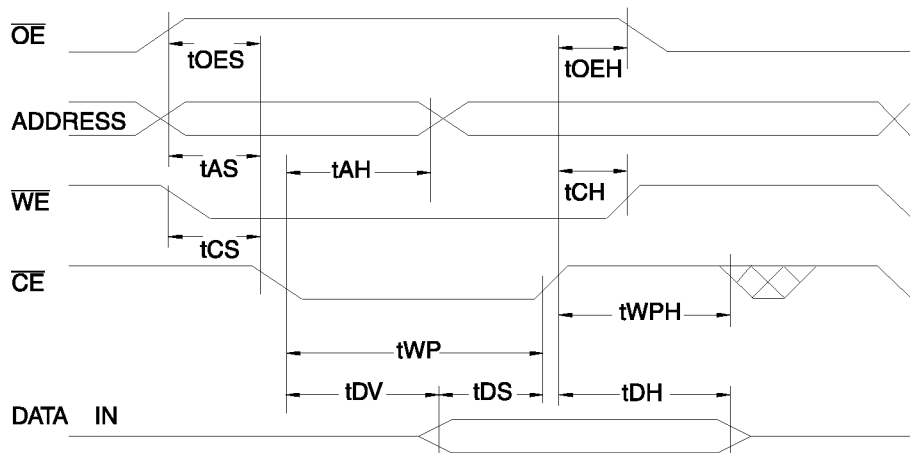 OE
tOES
tOEH
ADDRESS
tAS
tAH
tCH
WE
tCS
CE
tWPH
tWP
tDV
tDS
tDH
DATA IN